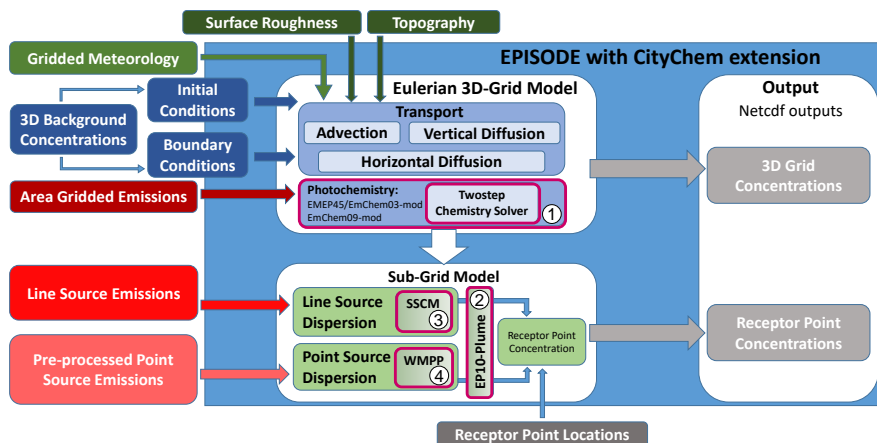 Surface Roughness
Topography
Gridded Meteorology
EPISODE with CityChem extension
Initial
Conditions
3D Background
Concentrations
Boundary
Conditions
Area Gridded Emissions
Eulerian 3D-Grid Model
Transport
Advection
Vertical Diffusion
Horizontal Diffusion
Photochemistry:
EMEP45/EmChem03-mod
EmChem09-mod
Twostep
Chemistry Solver
1
Output
Netcdf outputs
3D Grid
Concentrations
Line Source Emissions
Pre-processed Point
Source Emissions
Sub-Grid Model
Line Source
Dispersion
SSCM
3
Point Source
Dispersion
WMPP
4
2
EP10-Plume
Receptor Point
Concentration
Receptor Point
Concentrations
Receptor Point Locations